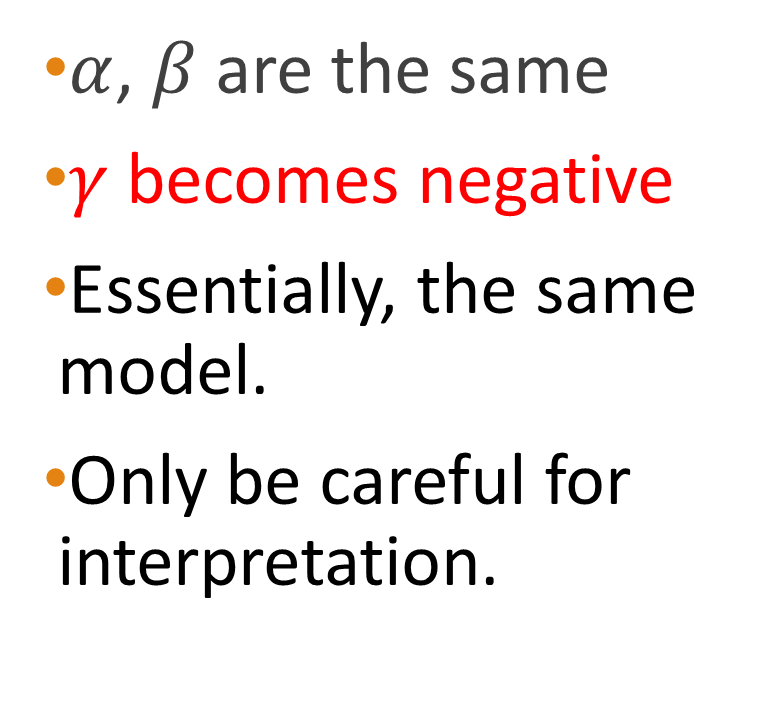 •α, β are the same
•γ becomes negative
•Essentially, the same
model.
•Only be careful for
interpretation.